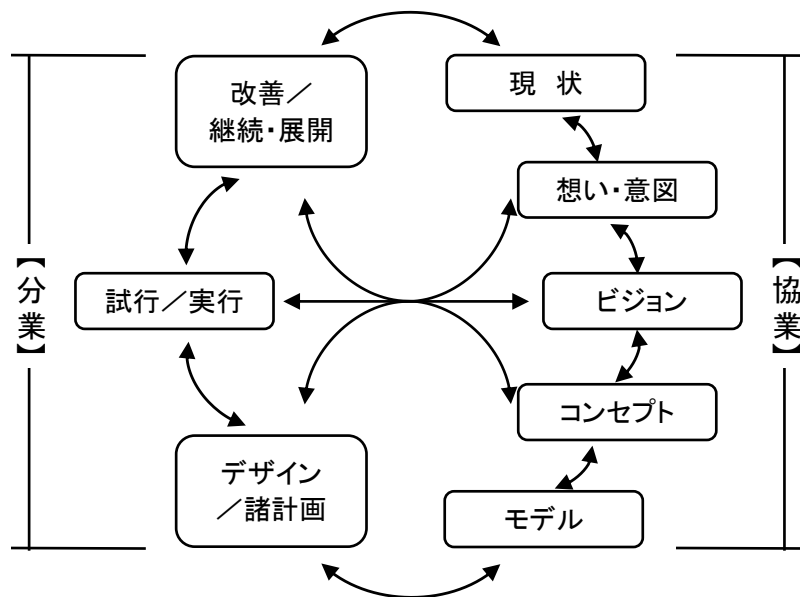 改善／
継続・展開
現 状
想い・意図
【分業】
試行／実行
ビジョン
【協業】
コンセプト
デザイン
／諸計画
モデル